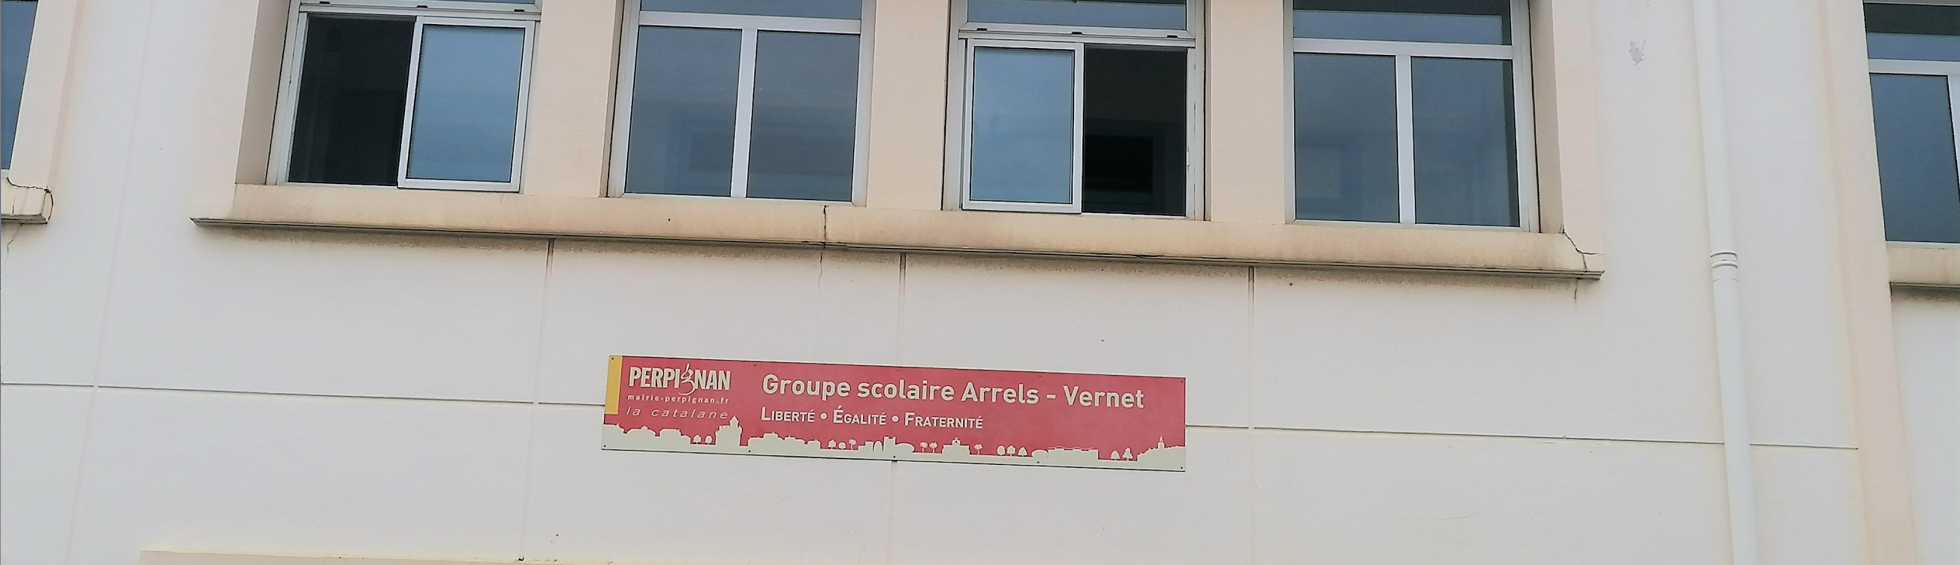 PERPIGNAN
mairie-perpignan.fr
la catalane
Groupe scolaire Arrels - Vernet
LIBERTÉ • ÉGALITÉ • FRATERNITÉ